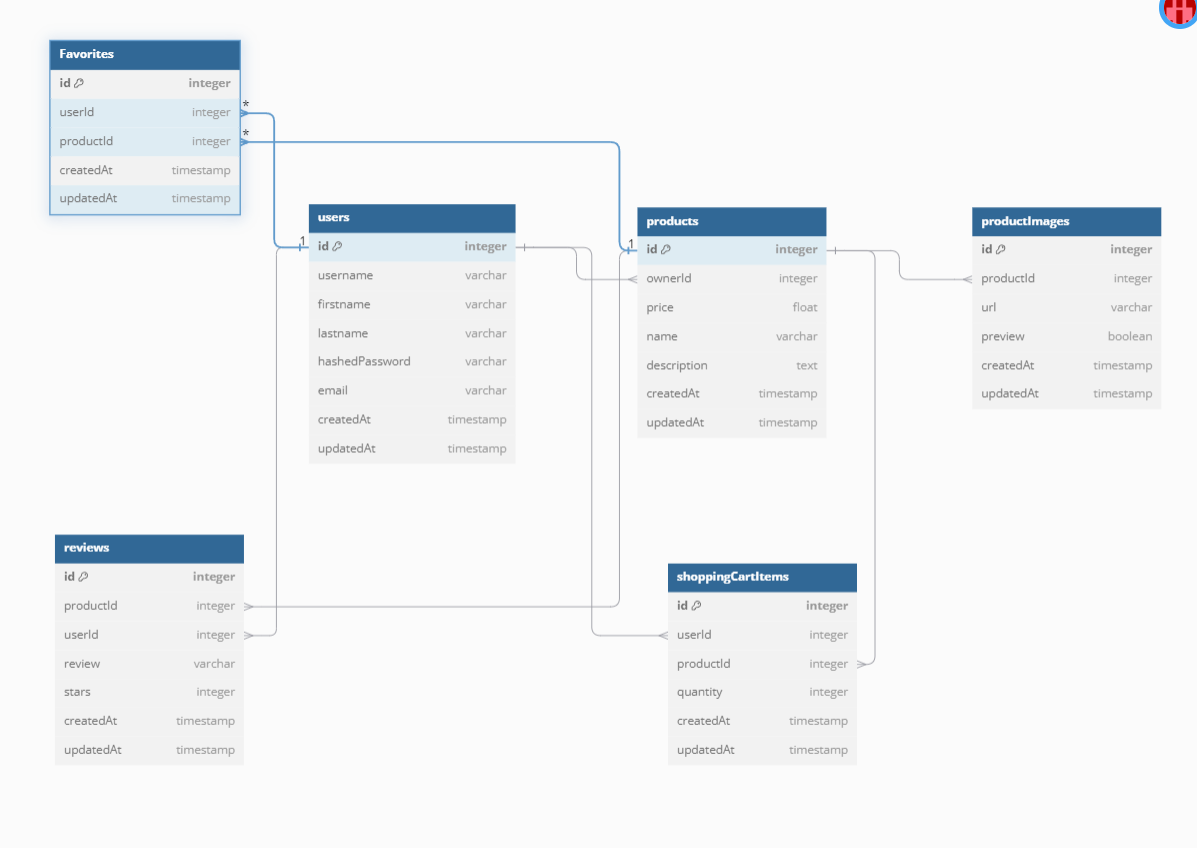 Favorites
id integer
userId integer
productId integer
createdAt timestamp
updatedAt timestamp
*
*
1
1
users
id integer
username varchar
firstname varchar
lastname varchar
hashedPassword varchar
email varchar
createdAt timestamp
updatedAt timestamp
products
id integer
ownerId integer
price float
name varchar
description text
createdAt timestamp
updatedAt timestamp
productImages
id integer
productId integer
url varchar
preview boolean
createdAt timestamp
updatedAt timestamp
reviews
id integer
productId integer
userId integer
review varchar
stars integer
createdAt timestamp
updatedAt timestamp
shoppingCartItems
id integer
userId integer
productId integer
quantity integer
createdAt timestamp
updatedAt timestamp